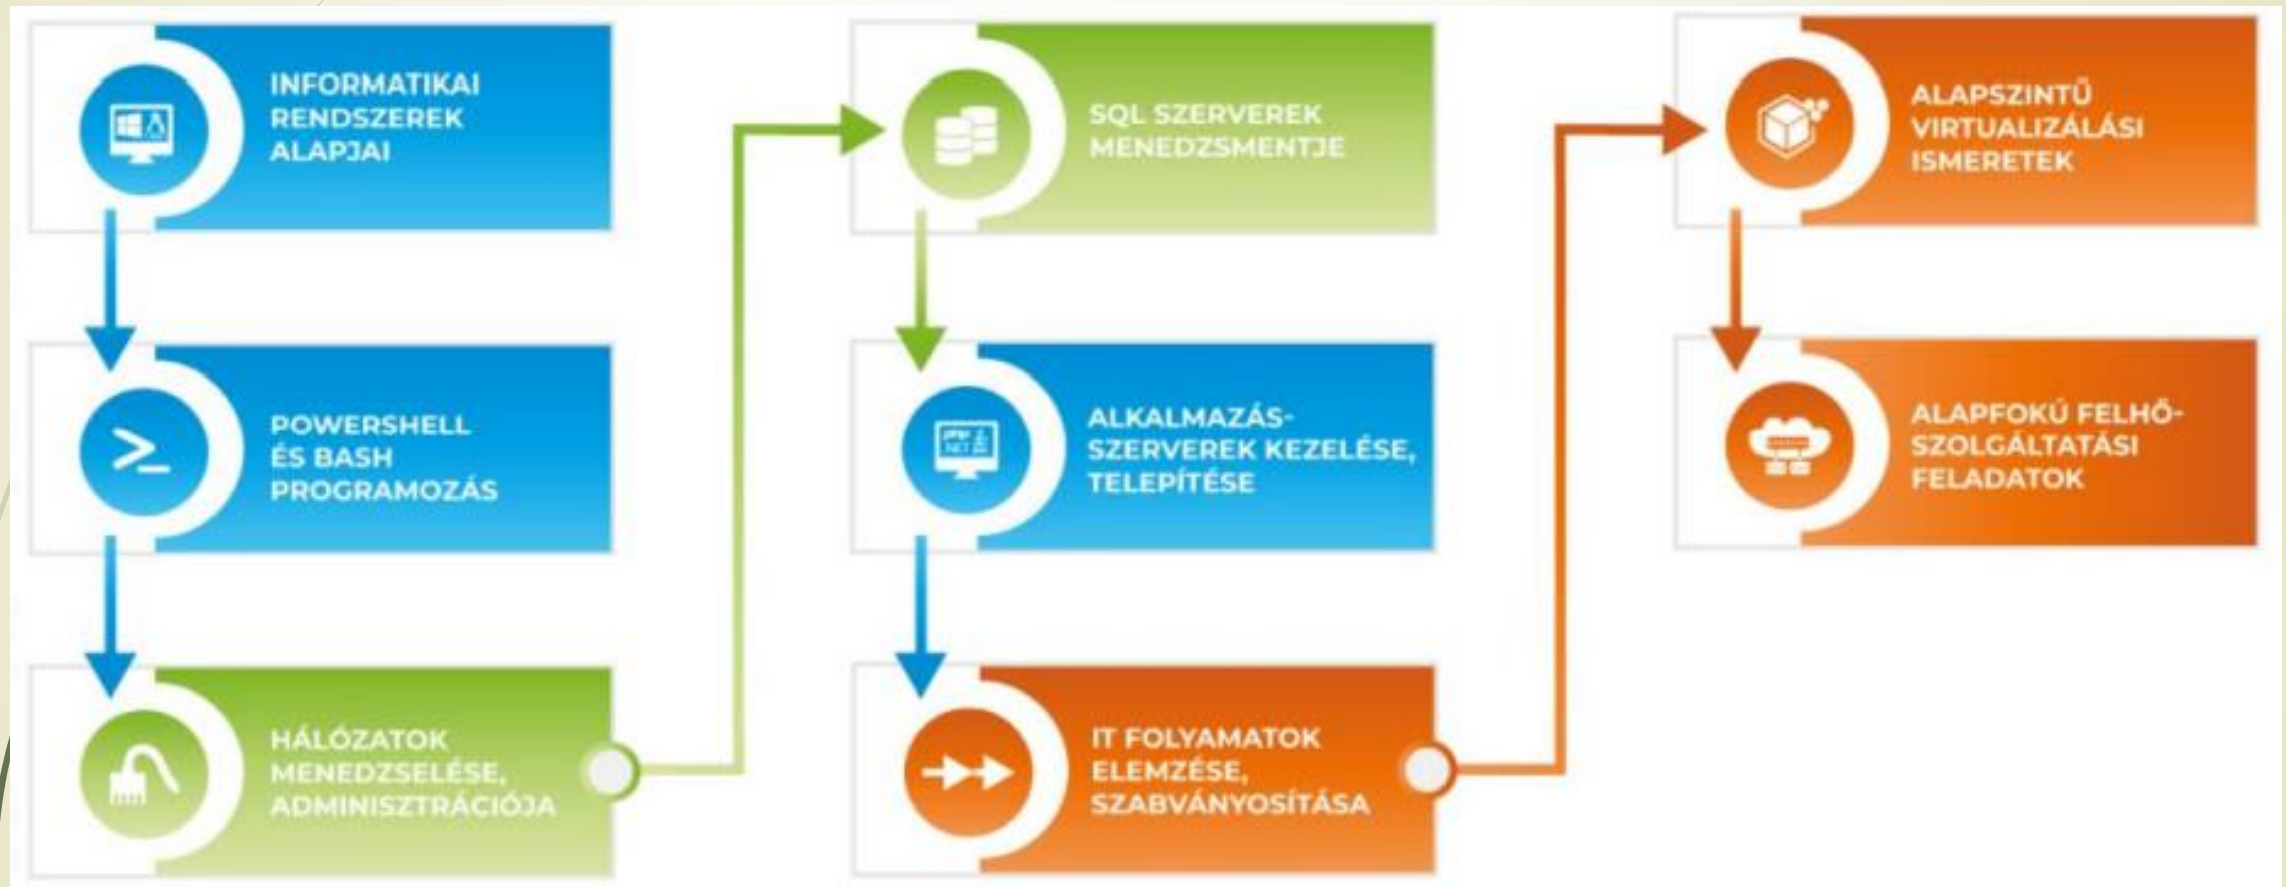 INFORMATIKAI
RENDSZEREK
ALAPJAI
POWERSHELL
ÉS BASH
PROGRAMOZÁS
HÁLÓZATOK
MENEDZSELÉSE,
ADMINISZTRÁCIÓJA
SQL SZERVEREK
MENEDZSMENTJE
ALKALMAZÁS-
SZERVEREK KEZELÉSE,
TELEPÍTÉSE
IT FOLYAMATOK
ELEMZÉSE,
SZABVÁNYOSÍTÁSA
ALAPSZINTŰ
VIRTUALIZÁLÁSI
ISMERETEK
ALAPFOKÚ FELHŐ-
SZOLGÁLTATÁSI
FELADATOK